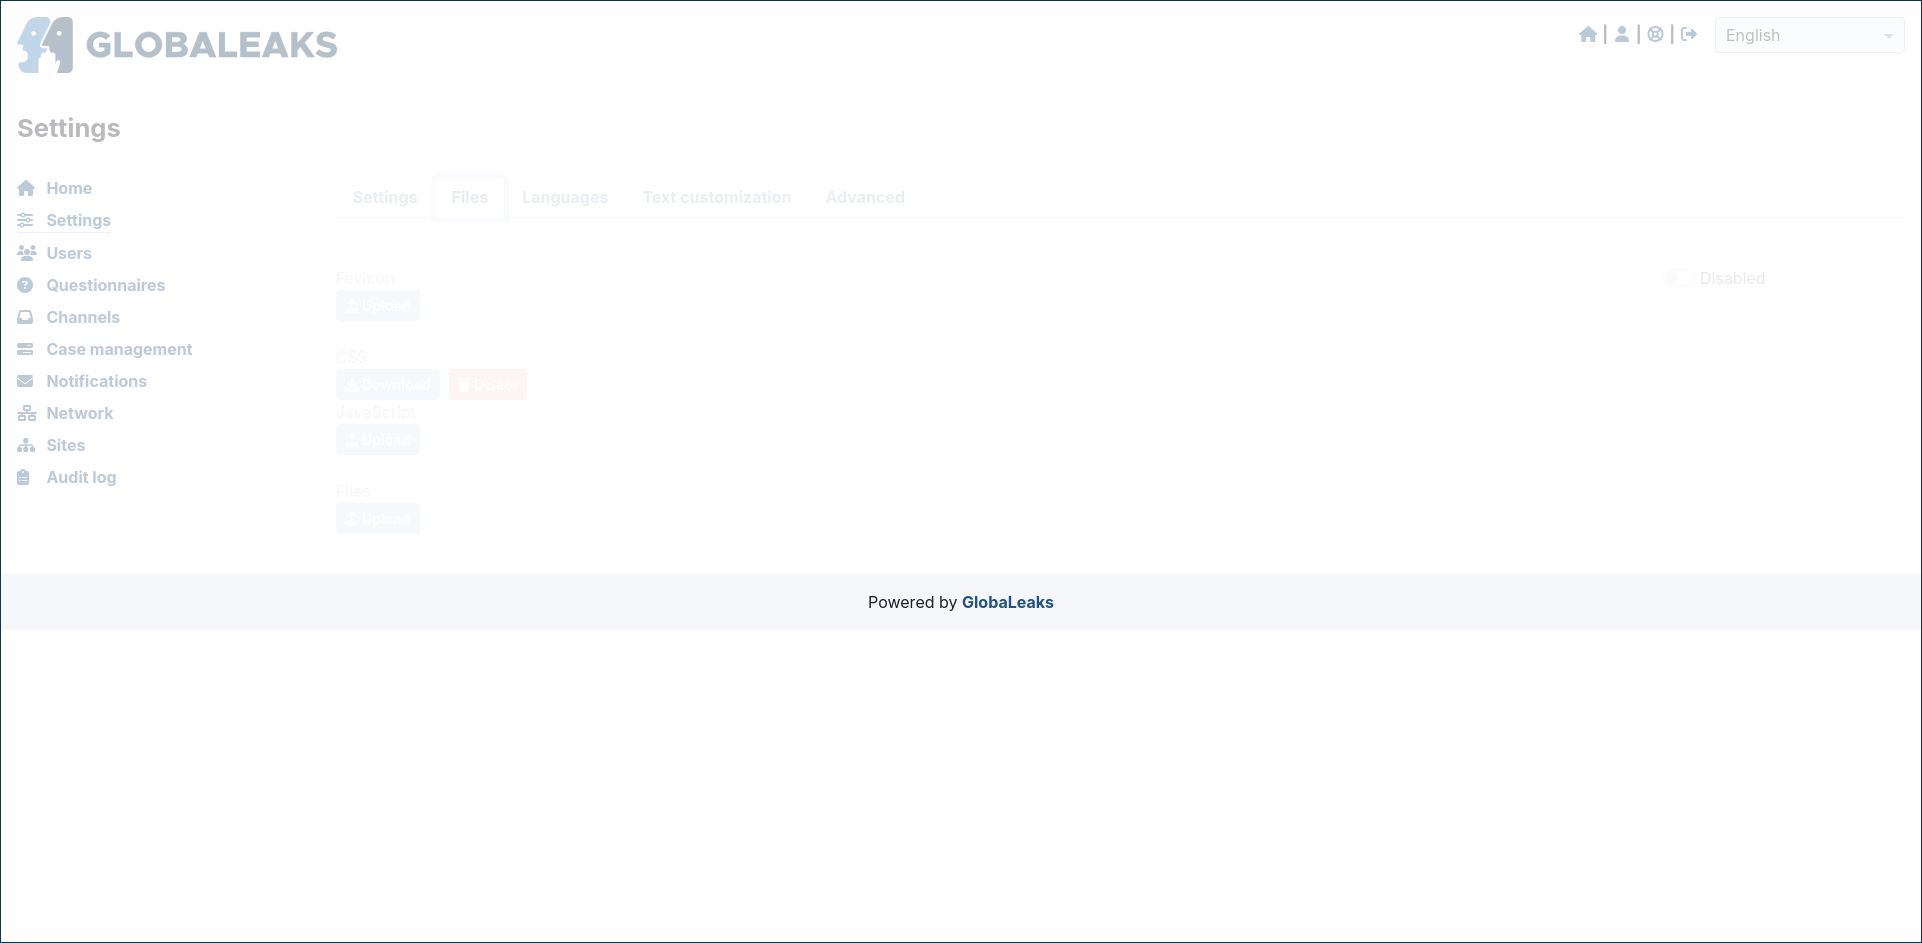 GLOBALEAKS
English
Settings
Home
Settings
Users
Questionnaires
Channels
Case management
Notifications
Network
Sites
Audit log
Settings Files Languages Text customization Advanced
Favicon
Disabled
Upload
CSS
Download Delete
JavaScript
Upload
Files
Upload
Powered by GlobaLeaks